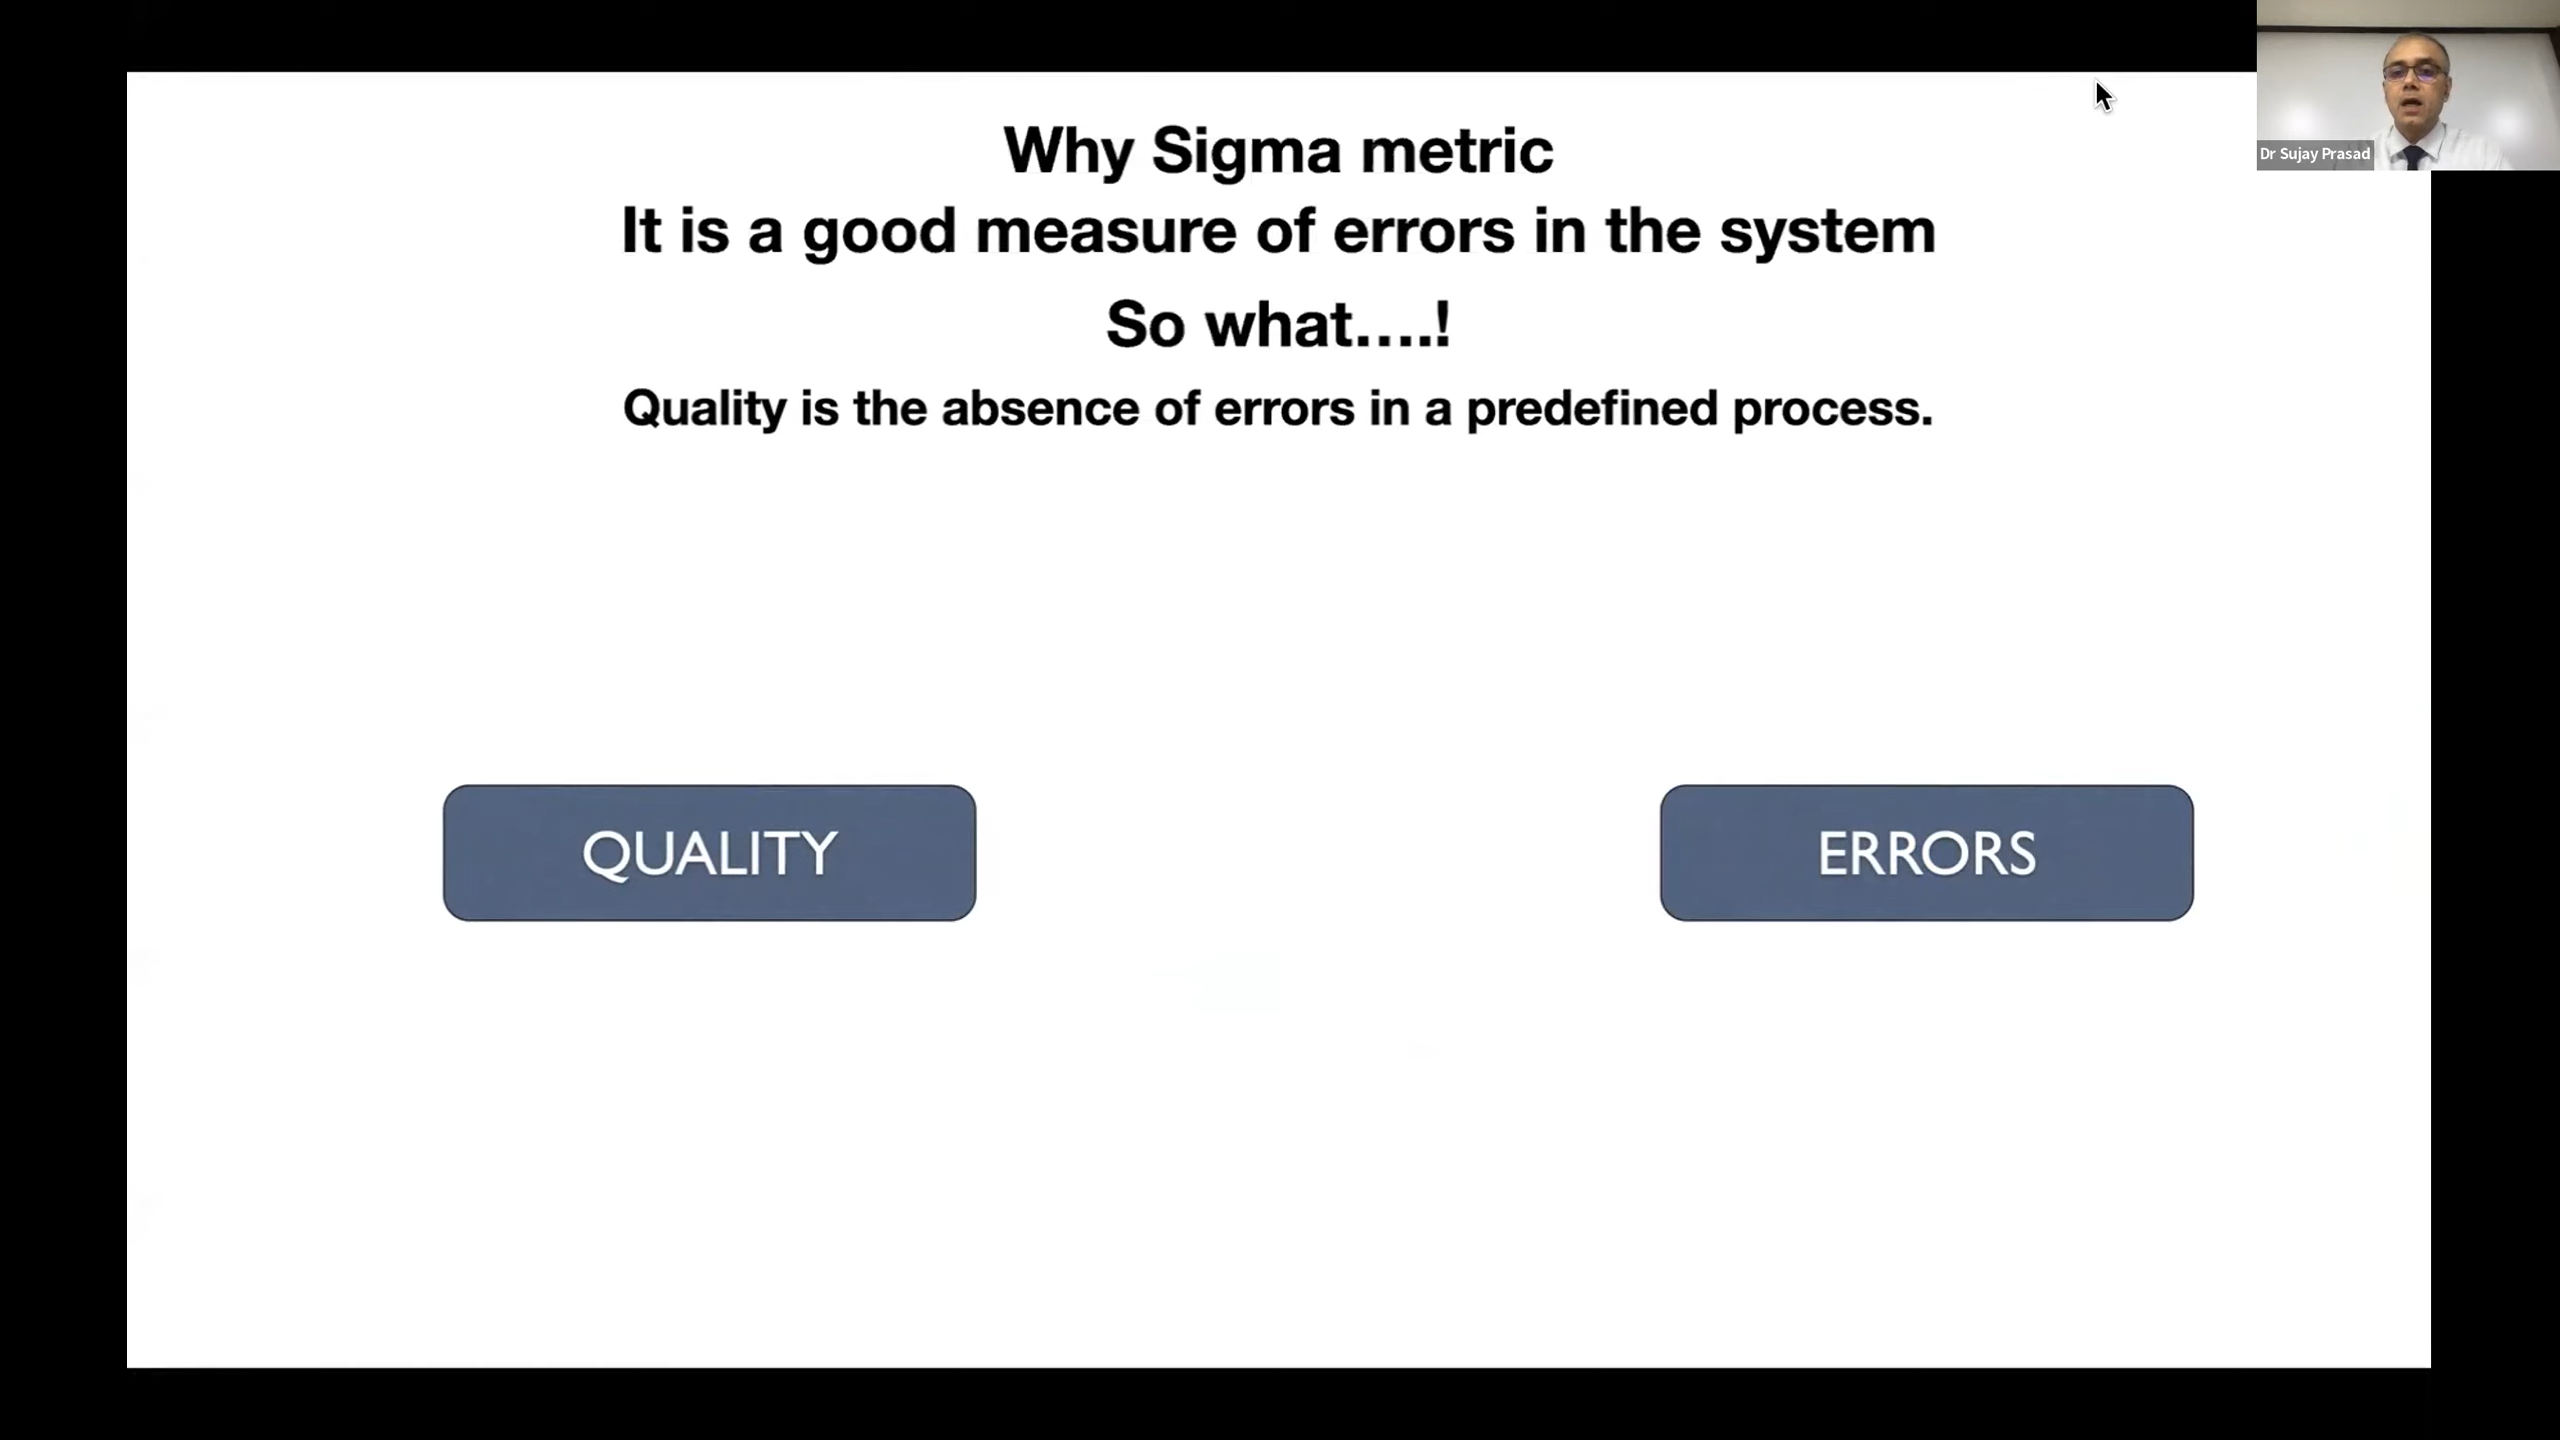 Why Sigma metric
It is a good measure of errors in the system
So what....!
Quality is the absence of errors in a predefined process.
QUALITY
ERRORS
Dr Sujay Prasad